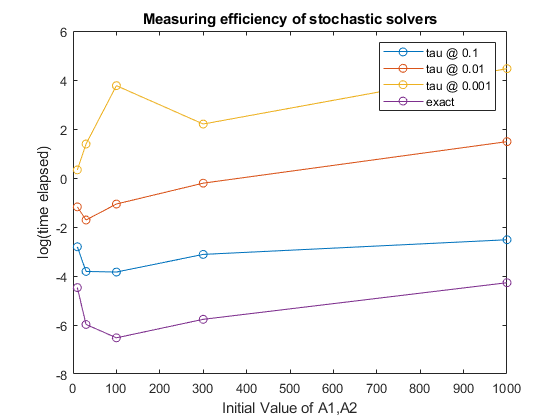 Measuring efficiency of stochastic solvers
tau @ 0.1
tau @ 0.01
tau @ 0.001
exact
log(time elapsed)
6
4
2
0
-2
-4
-6
-8
0 100 200 300 400 500 600 700 800 900 1000
Initial Value of A1,A2